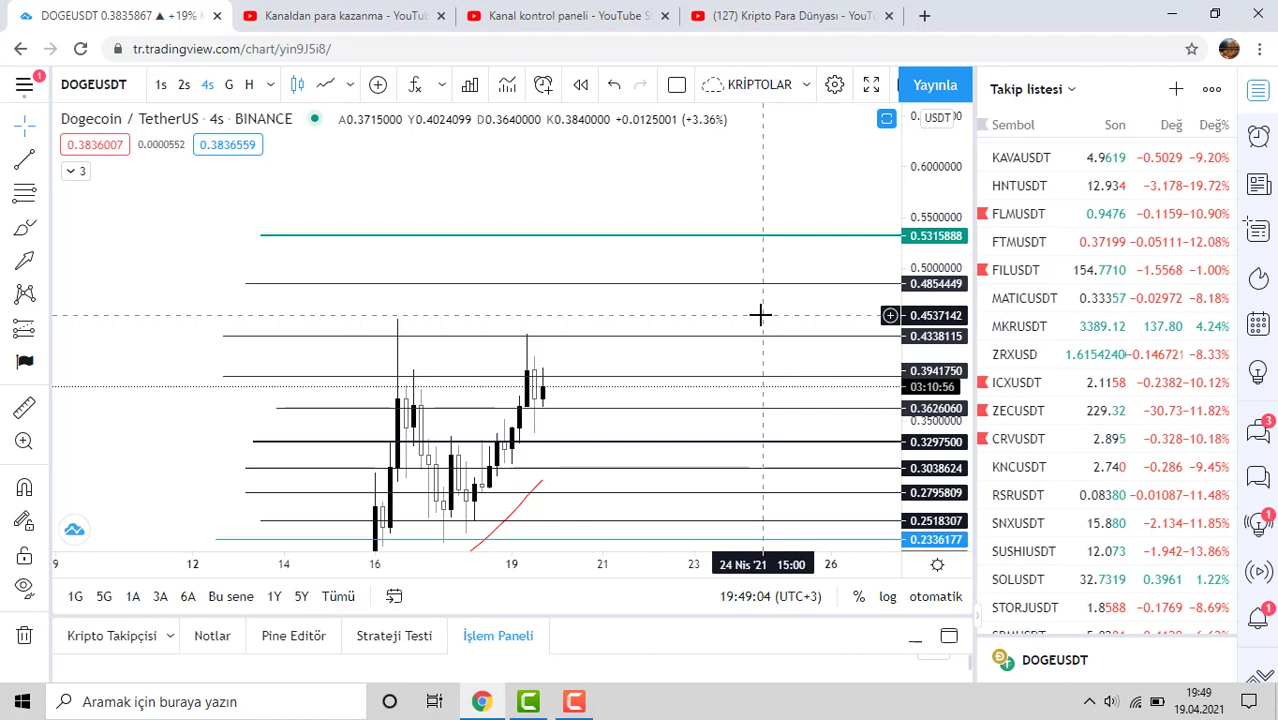 DOGEUSDT 0.3835867 ▲ +19% K
Kanaldan para kazanma - YouTub
Kanal kontrol paneli - YouTube S
(127) Kripto Para Dünyası - YouTu
tr.tradingview.com/chart/yin9J5i8/
1
DOGEUSDT 1s 2s 4s G H KRİPTOLAR Yayınla
Dogecoin / TetherUS · 4s · BINANCE A0.3715000 Y0.4024099 D0.3640000 K0.3840000 +0.0125001 (+3.36%)
USDT
0.3836007 0.0000552 0.3836559
3
0.6000000
0.5500000
0.5315888
0.5000000
0.4854449
0.4537142
0.4338115
0.3941750
03:10:56
0.3626060
0.3500000
0.3297500
0.3038624
0.2795809
0.2518307
0.2336177
9 12 14 16 18 19 21 23 24 Nis '21 15:00 26
1G 5G 1A 3A 6A Bu sene 1Y 5Y Tümü 19:49:04 (UTC+3) % log otomatik
Kripto Takipçisi Notlar Pine Editör Strateji Testi İşlem Paneli
Takip listesi
Sembol Son Değ Değ%
KAVAUSDT 4.9619 −0.5029 −9.20%
HNTUSDT 12.934 −3.178 −19.72%
FLMUSDT 0.9476 −0.1159 −10.90%
FTMUSDT 0.37199 −0.05111 −12.08%
FILUSDT 154.7710 −1.5568 −1.00%
MATICUSDT 0.33357 −0.02972 −8.18%
MKRUSDT 3389.12 137.80 4.24%
ZRXUSD 1.6154240 −0.146721 −8.33%
ICXUSDT 2.1158 −0.2382 −10.12%
ZECUSDT 229.32 −30.73 −11.82%
CRVUSDT 2.895 −0.328 −10.18%
KNCUSDT 2.740 −0.286 −9.45%
RSRUSDT 0.08380 −0.01087 −11.48%
SNXUSDT 15.880 −2.134 −11.85%
SUSHIUSDT 12.073 −1.942 −13.86%
SOLUSDT 32.7319 0.3961 1.22%
STORJUSDT 1.8588 −0.1769 −8.69%
DOGEUSDT
3
1
1
Aramak için buraya yazın
19:49
19.04.2021